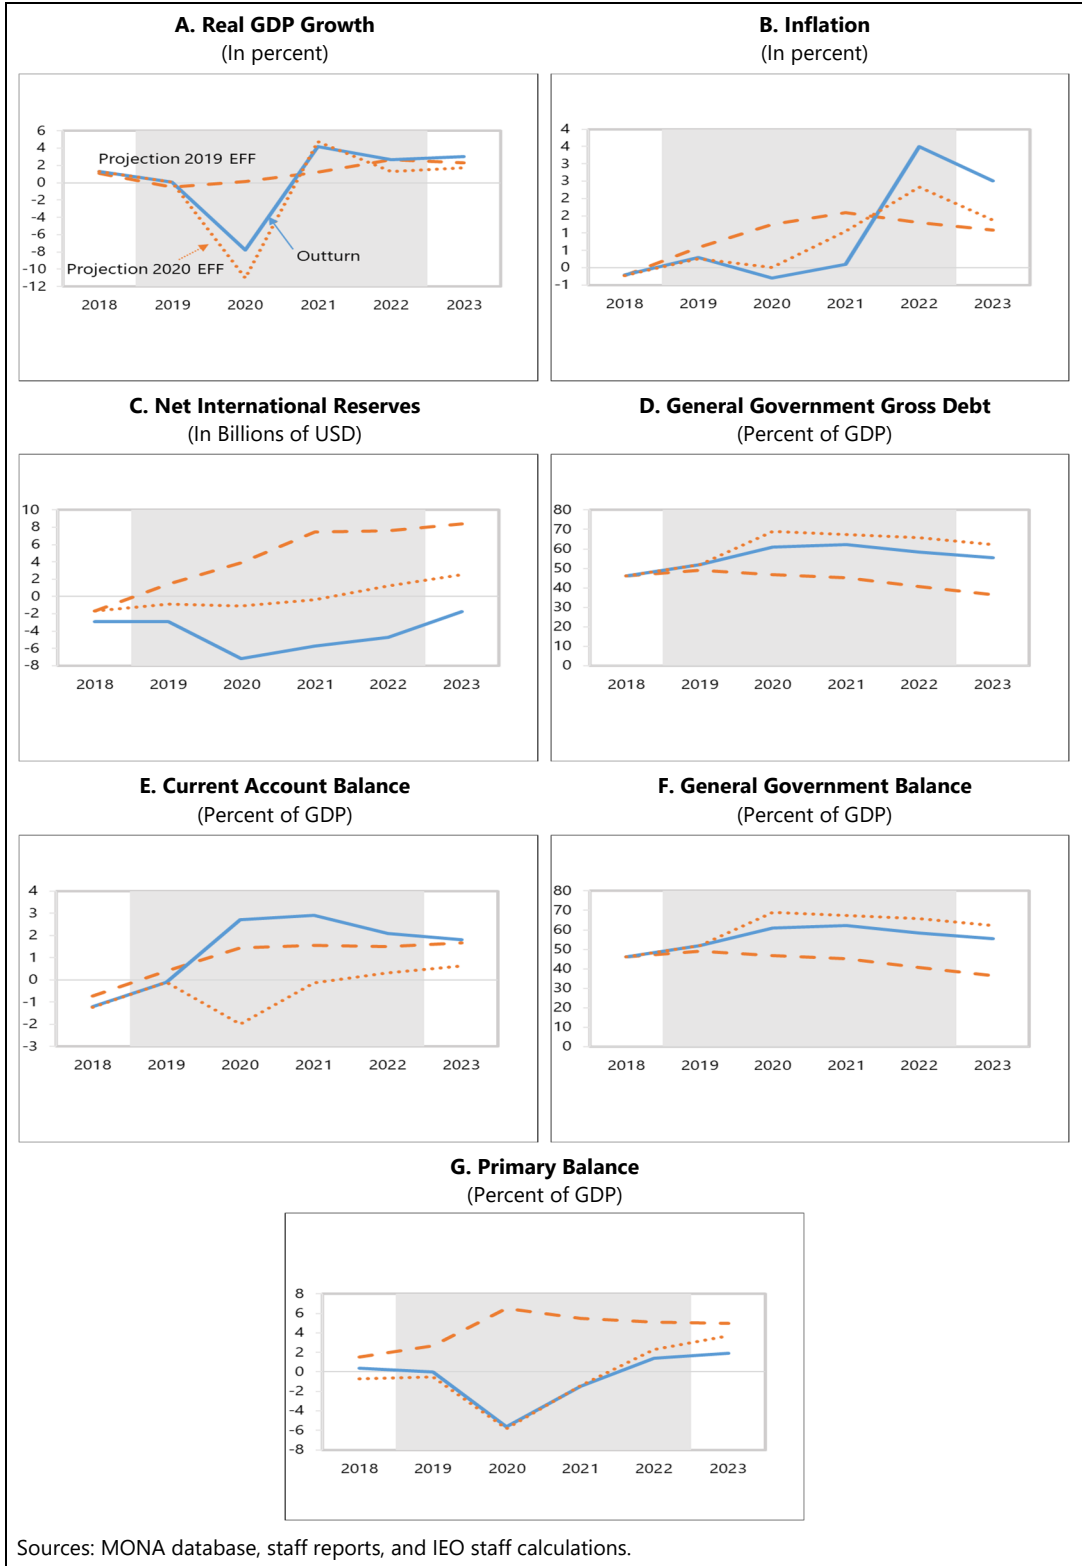 A. Real GDP Growth
(In percent)
6
4
2
0
-2
-4
-6
-8
-10
-12
Projection 2019 EFF
Projection 2020 EFF
Outturn
2018 2019 2020 2021 2022 2023
B. Inflation
(In percent)
4
3
3
2
2
1
1
0
-1
2018 2019 2020 2021 2022 2023
C. Net International Reserves
(In Billions of USD)
10
8
6
4
2
0
-2
-4
-6
-8
2018 2019 2020 2021 2022 2023
D. General Government Gross Debt
(Percent of GDP)
80
70
60
50
40
30
20
10
0
2018 2019 2020 2021 2022 2023
E. Current Account Balance
(Percent of GDP)
4
3
2
1
0
-1
-2
-3
2018 2019 2020 2021 2022 2023
F. General Government Balance
(Percent of GDP)
80
70
60
50
40
30
20
10
0
2018 2019 2020 2021 2022 2023
G. Primary Balance
(Percent of GDP)
8
6
4
2
0
-2
-4
-6
-8
2018 2019 2020 2021 2022 2023
Sources: MONA database, staff reports, and IEO staff calculations.